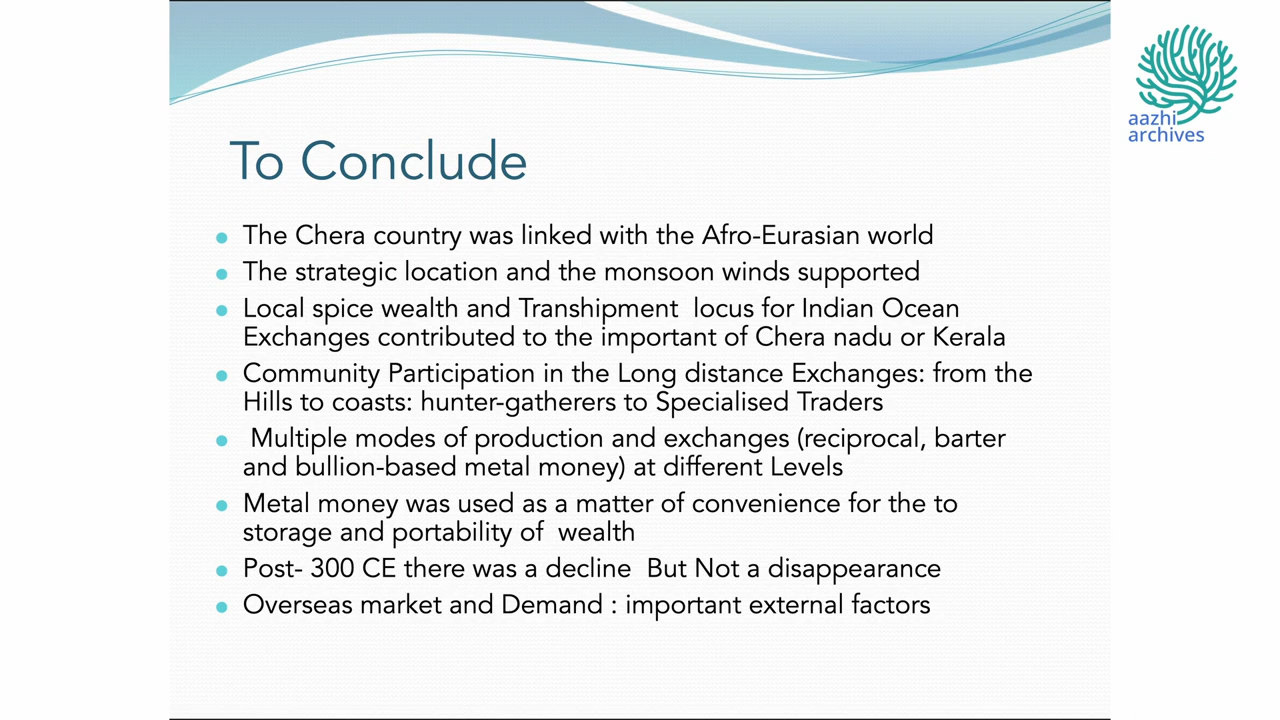 aazhi
archives
To Conclude
The Chera country was linked with the Afro-Eurasian world
The strategic location and the monsoon winds supported
Local spice wealth and Transhipment locus for Indian Ocean
Exchanges contributed to the important of Chera nadu or Kerala
Community Participation in the Long distance Exchanges: from the
Hills to coasts: hunter-gatherers to Specialised Traders
Multiple modes of production and exchanges (reciprocal, barter
and bullion-based metal money) at different Levels
Metal money was used as a matter of convenience for the to
storage and portability of wealth
Post- 300 CE there was a decline But Not a disappearance
Overseas market and Demand : important external factors